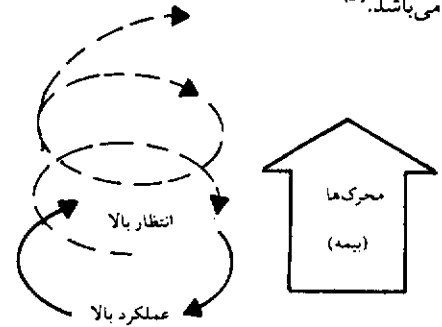 می‌باشد.
انتظار بالا
عملکرد بالا
محرک‌ها
(بیمه)